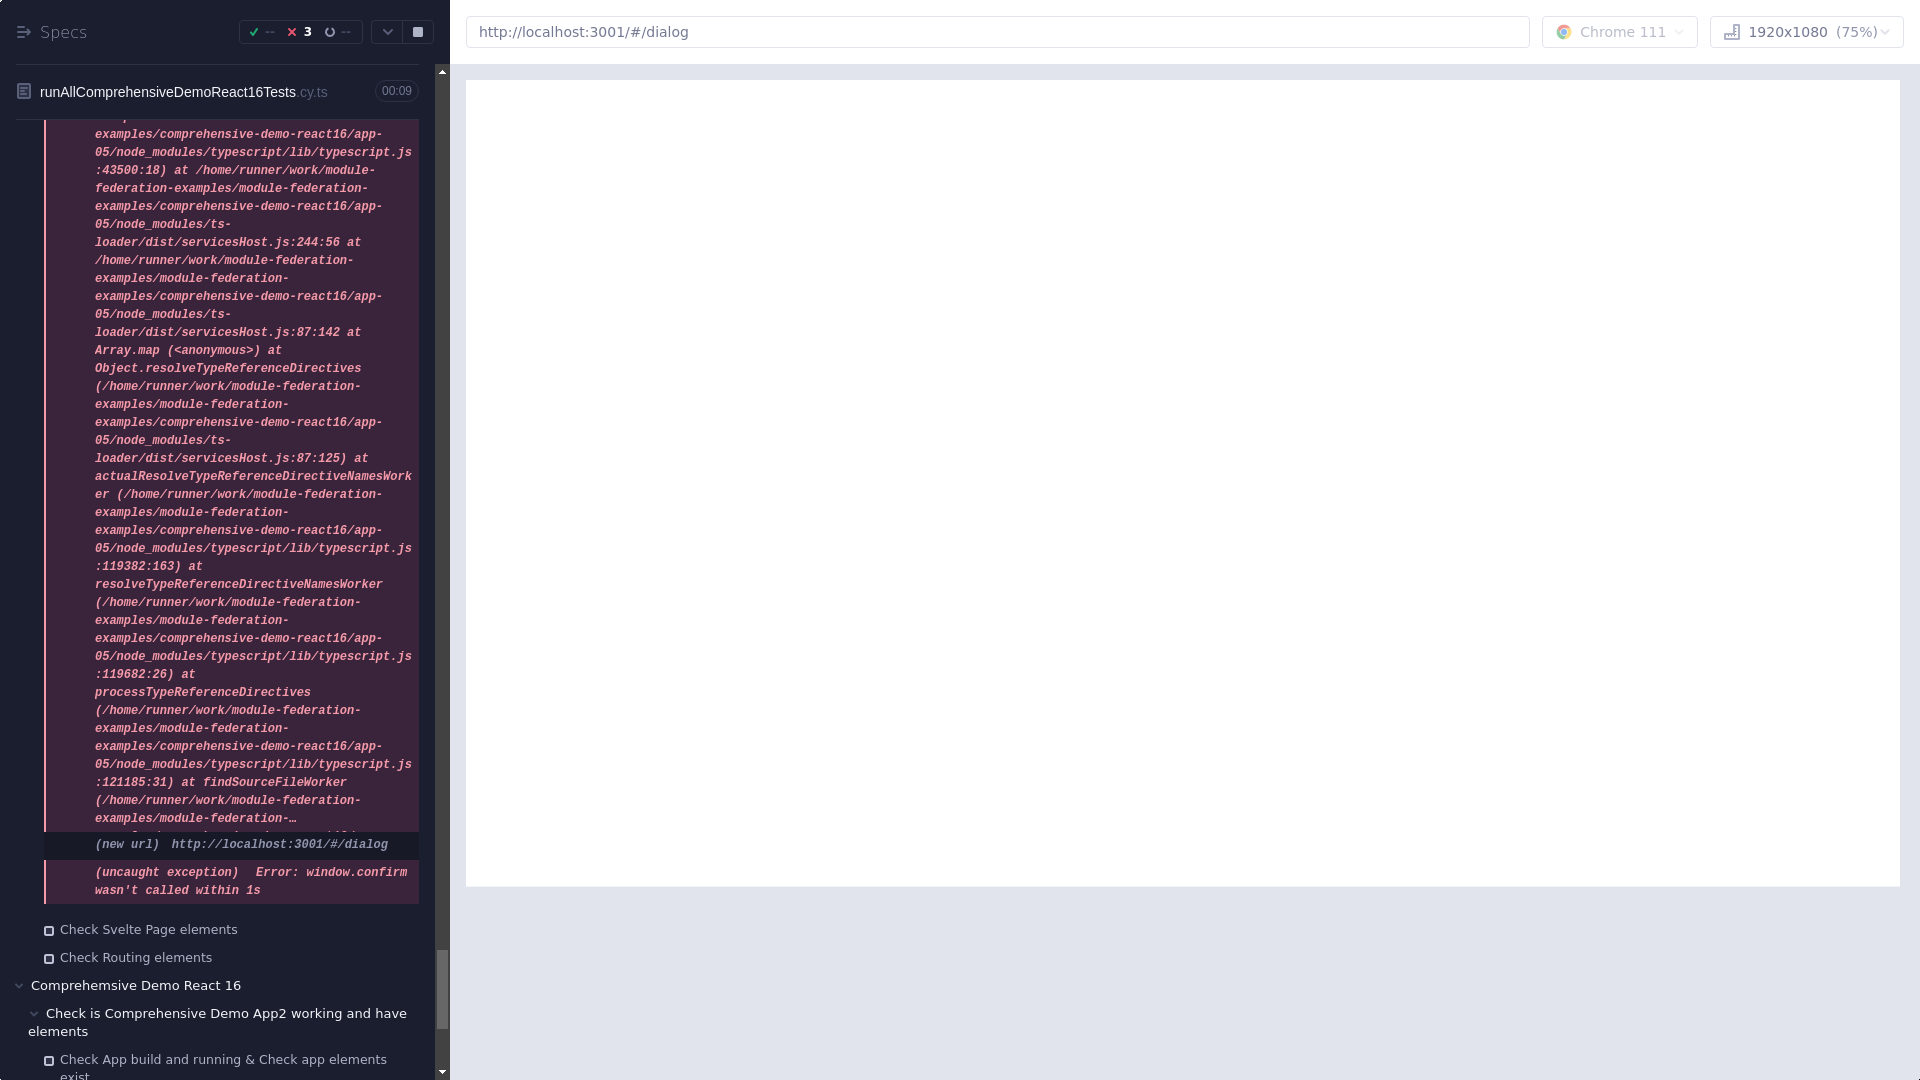 Specs
--
3
--
http://localhost:3001/#/dialog
Chrome 111
1920x1080 (75%)
runAllComprehensiveDemoReact16Tests.cy.ts
00:09
examples/comprehensive-demo-react16/app-
05/node_modules/typescript/lib/typescript.js
:43500:18) at /home/runner/work/module-
federation-examples/module-federation-
examples/comprehensive-demo-react16/app-
05/node_modules/ts-
loader/dist/servicesHost.js:244:56 at
/home/runner/work/module-federation-
examples/module-federation-
examples/comprehensive-demo-react16/app-
05/node_modules/ts-
loader/dist/servicesHost.js:87:142 at
Array.map (<anonymous>) at
Object.resolveTypeReferenceDirectives
(/home/runner/work/module-federation-
examples/module-federation-
examples/comprehensive-demo-react16/app-
05/node_modules/ts-
loader/dist/servicesHost.js:87:125) at
actualResolveTypeReferenceDirectiveNamesWork
er (/home/runner/work/module-federation-
examples/module-federation-
examples/comprehensive-demo-react16/app-
05/node_modules/typescript/lib/typescript.js
:119382:163) at
resolveTypeReferenceDirectiveNamesWorker
(/home/runner/work/module-federation-
examples/module-federation-
examples/comprehensive-demo-react16/app-
05/node_modules/typescript/lib/typescript.js
:119682:26) at
processTypeReferenceDirectives
(/home/runner/work/module-federation-
examples/module-federation-
examples/comprehensive-demo-react16/app-
05/node_modules/typescript/lib/typescript.js
:121185:31) at findSourceFileWorker
(/home/runner/work/module-federation-
examples/module-federation-…
(new url) http://localhost:3001/#/dialog
(uncaught exception) Error: window.confirm
wasn't called within 1s
Check Svelte Page elements
Check Routing elements
Comprehemsive Demo React 16
Check is Comprehensive Demo App2 working and have
elements
Check App build and running & Check app elements
exist